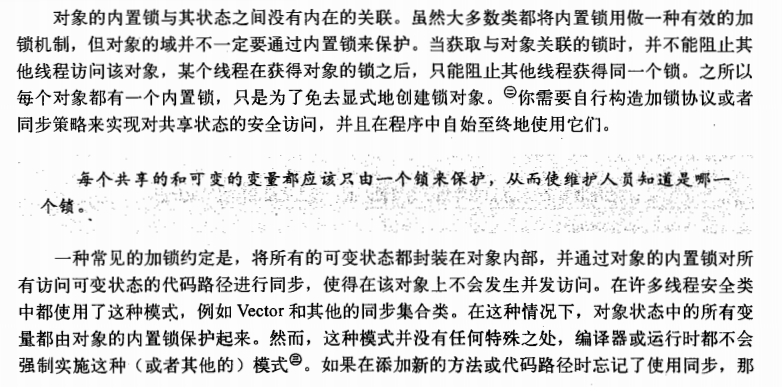 对象的内置锁与其状态之间没有内在的关联。虽然大多数类都将内置锁用做一种有效的加
锁机制，但对象的域并不一定要通过内置锁来保护。当获取与对象关联的锁时，并不能阻止其
他线程访问该对象，某个线程在获得对象的锁之后，只能阻止其他线程获得同一个锁。之所以
每个对象都有一个内置锁，只是为了免去显式地创建锁对象。㊀你需要自行构造加锁协议或者
同步策略来实现对共享状态的安全访问，并且在程序中自始至终地使用它们。
每个共享的和可变的变量都应该只由一个锁来保护，从而使维护人员知道是哪一
个锁。
一种常见的加锁约定是，将所有的可变状态都封装在对象内部，并通过对象的内置锁对所
有访问可变状态的代码路径进行同步，使得在该对象上不会发生并发访问。在许多线程安全类
中都使用了这种模式，例如 Vector 和其他的同步集合类。在这种情况下，对象状态中的所有变
量都由对象的内置锁保护起来。然而，这种模式并没有任何特殊之处，编译器或运行时都不会
强制实施这种（或者其他的）模式㊁。如果在添加新的方法或代码路径时忘记了使用同步，那